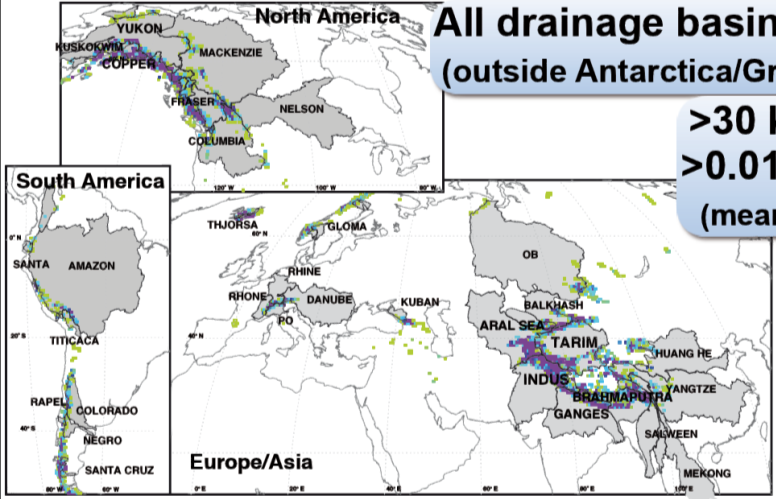 North America
All drainage basin
(outside Antarctica/Gr
>30
>0.01
(mear
YUKON
KUSKOKWIM
MACKENZIE
COPPER
FRASER
NELSON
COLUMBIA
120° W
100° W
80° W
South America
0° N
SANTA
AMAZON
20° S
TITICACA
RAPEL
COLORADO
40° S
NEGRO
SANTA CRUZ
80° W
60° W
THJORSA
60° N
GLOMA
OB
RHINE
RHONE
DANUBE
KUBAN
BALKHASH
PO
ARAL SEA
40° N
TARIM
HUANG HE
INDUS
YANGTZE
BRAHMAPUTRA
GANGES
SALWEEN
Europe/Asia
MEKONG
0° E
20° E
40° E
60° E
80° E
100° E